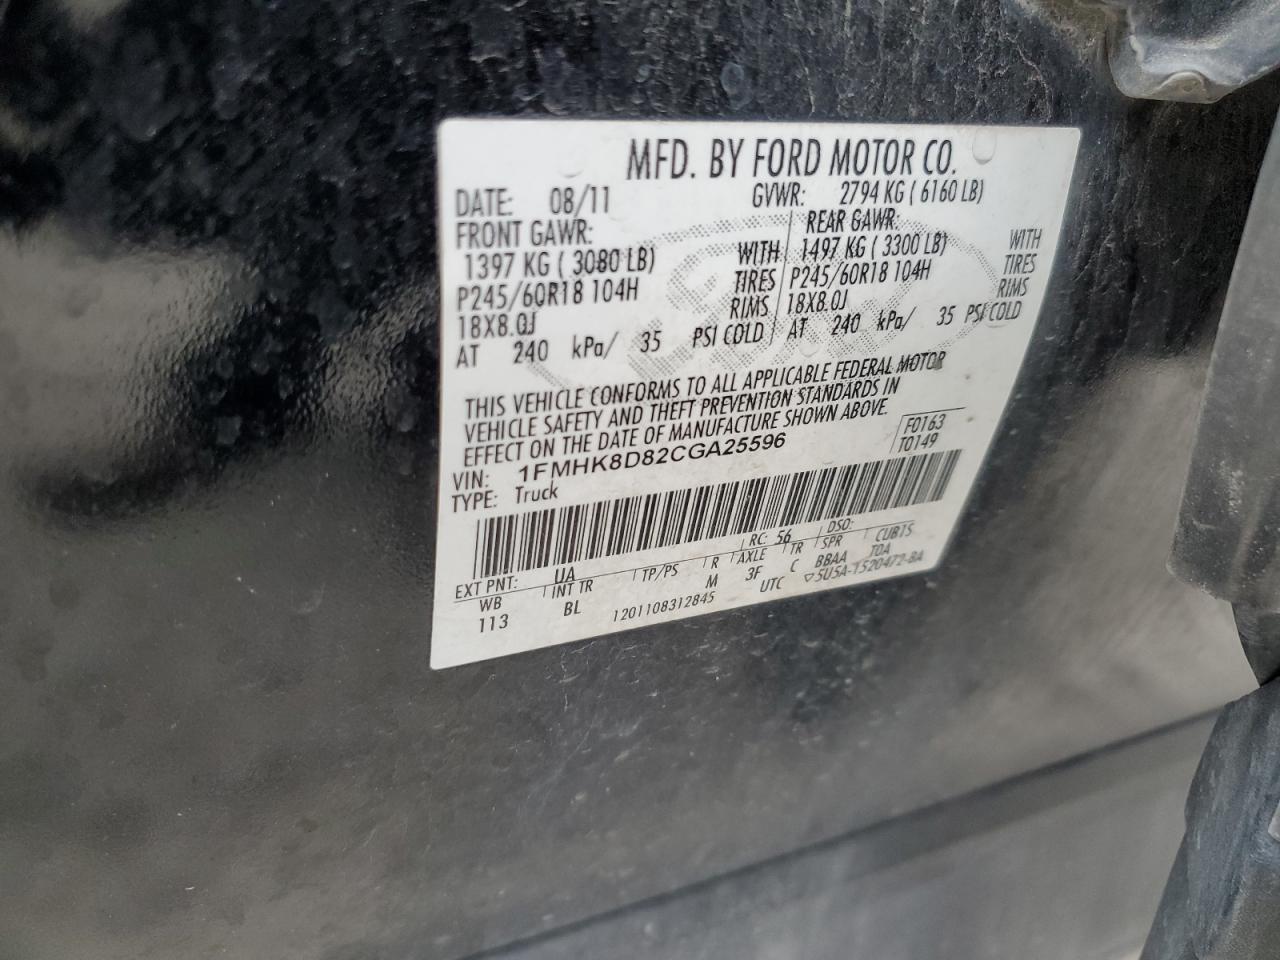 MFD. BY FORD MOTOR CO.
DATE: 08/11 GVWR: 2794 KG ( 6160 LB)
FRONT GAWR: REAR GAWR:
1397 KG ( 3080 LB) WITH 1497 KG ( 3300 LB) WITH
P245/60R18 104H TIRES P245/60R18 104H TIRES
18X8.0J RIMS 18X8.0J RIMS
AT 240 kPa/ 35 PSI COLD AT 240 kPa/ 35 PSI COLD
THIS VEHICLE CONFORMS TO ALL APPLICABLE FEDERAL MOTOR
VEHICLE SAFETY AND THEFT PREVENTION STANDARDS IN
EFFECT ON THE DATE OF MANUFACTURE SHOWN ABOVE.
VIN: 1FMHK8D82CGA25596 F0163
TYPE: Truck T0149
EXT PNT: UA RC: 56 DSO:
WB INT TR TP/PS R AXLE TR SPR CUBTS
113 BL M 3F C BBAA TOA
1201108312845 UTC ▽5U5A-1520472-BA